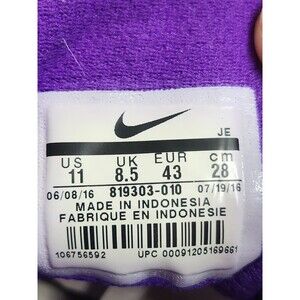 JE
US UK EUR cm
11 8.5 43 28
06/08/16 819303-010 07/19/16
MADE IN INDONESIA
FABRIQUE EN INDONESIE
106756592 UPC 00091205169661